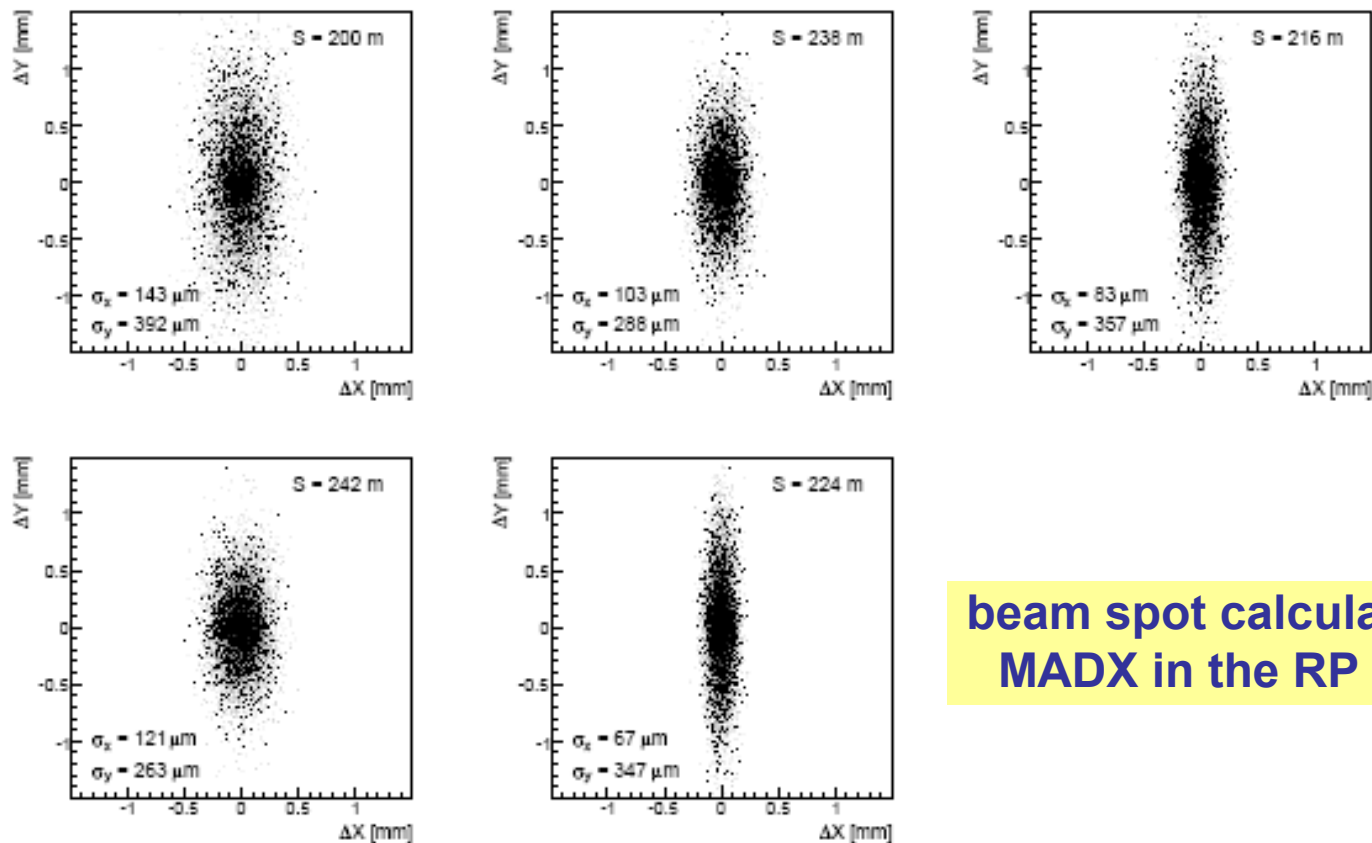 ΔY [mm]
S = 200 m
1
0.5
0
-0.5
-1
σx = 143 μm
σy = 392 μm
-1 -0.5 0 0.5 1
ΔX [mm]
ΔY [mm]
S = 238 m
1
0.5
0
-0.5
-1
σx = 103 μm
σy = 288 μm
-1 -0.5 0 0.5 1
ΔX [mm]
ΔY [mm]
S = 216 m
1
0.5
0
-0.5
-1
σx = 83 μm
σy = 357 μm
-1 -0.5 0 0.5 1
ΔX [mm]
ΔY [mm]
S = 242 m
1
0.5
0
-0.5
-1
σx = 121 μm
σy = 263 μm
-1 -0.5 0 0.5 1
ΔX [mm]
ΔY [mm]
S = 224 m
1
0.5
0
-0.5
-1
σx = 67 μm
σy = 347 μm
-1 -0.5 0 0.5 1
ΔX [mm]
beam spot calcula
MADX in the RP